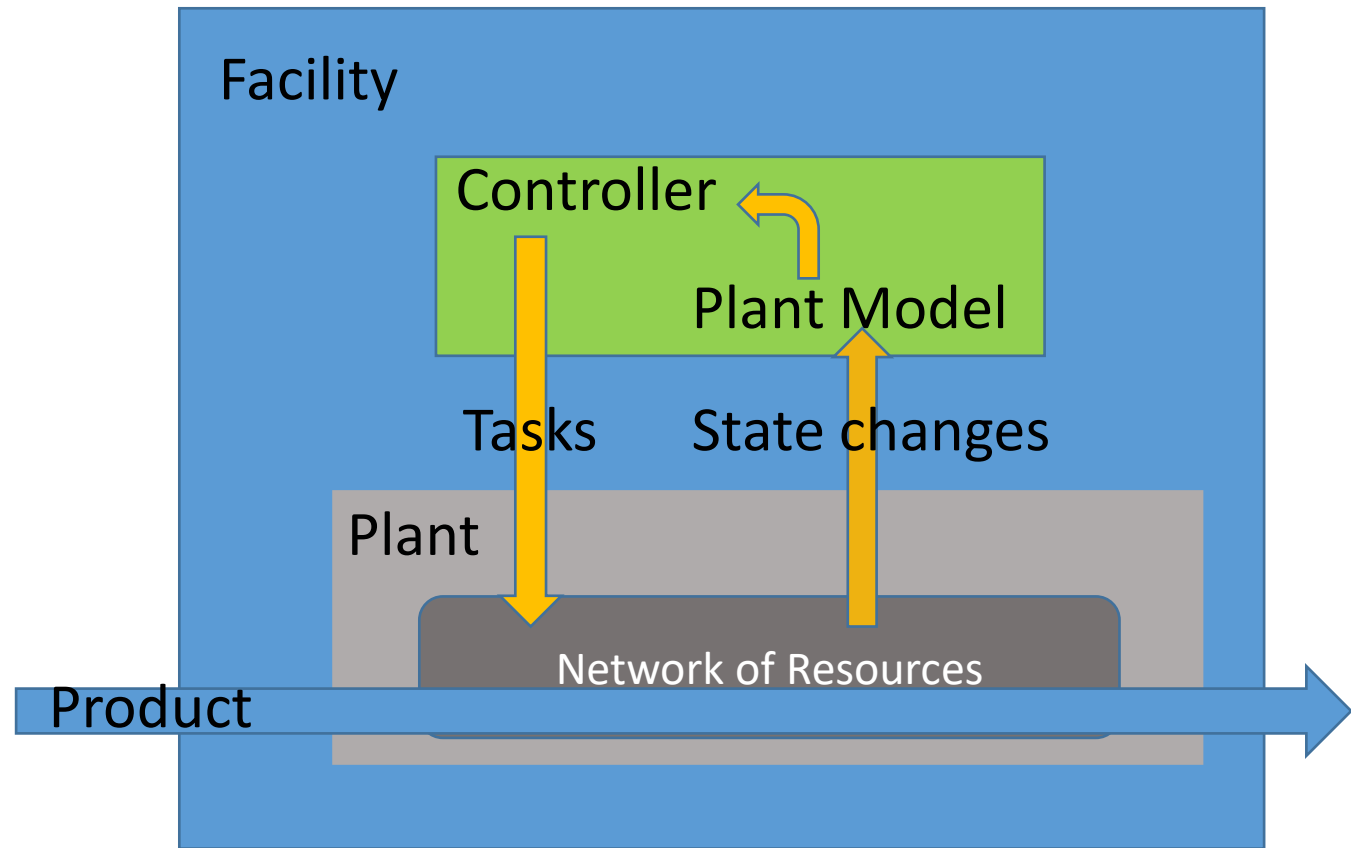 Facility
Controller
Plant Model
Tasks
State changes
Plant
Network of Resources
Product